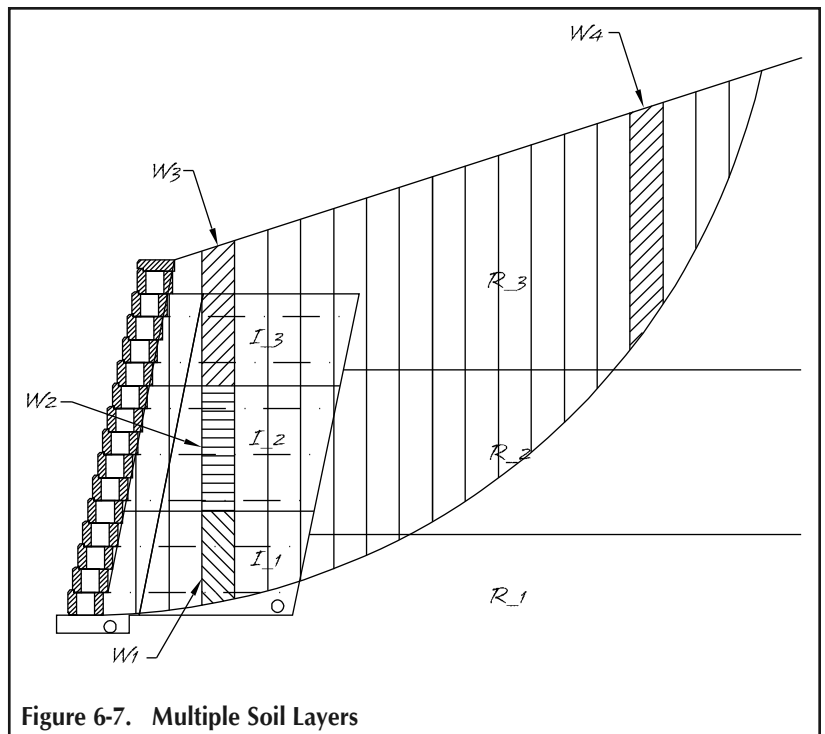 W4
W3
R_3
I_3
W2
I_2
R_2
I_1
R_1
W1
Figure 6-7. Multiple Soil Layers